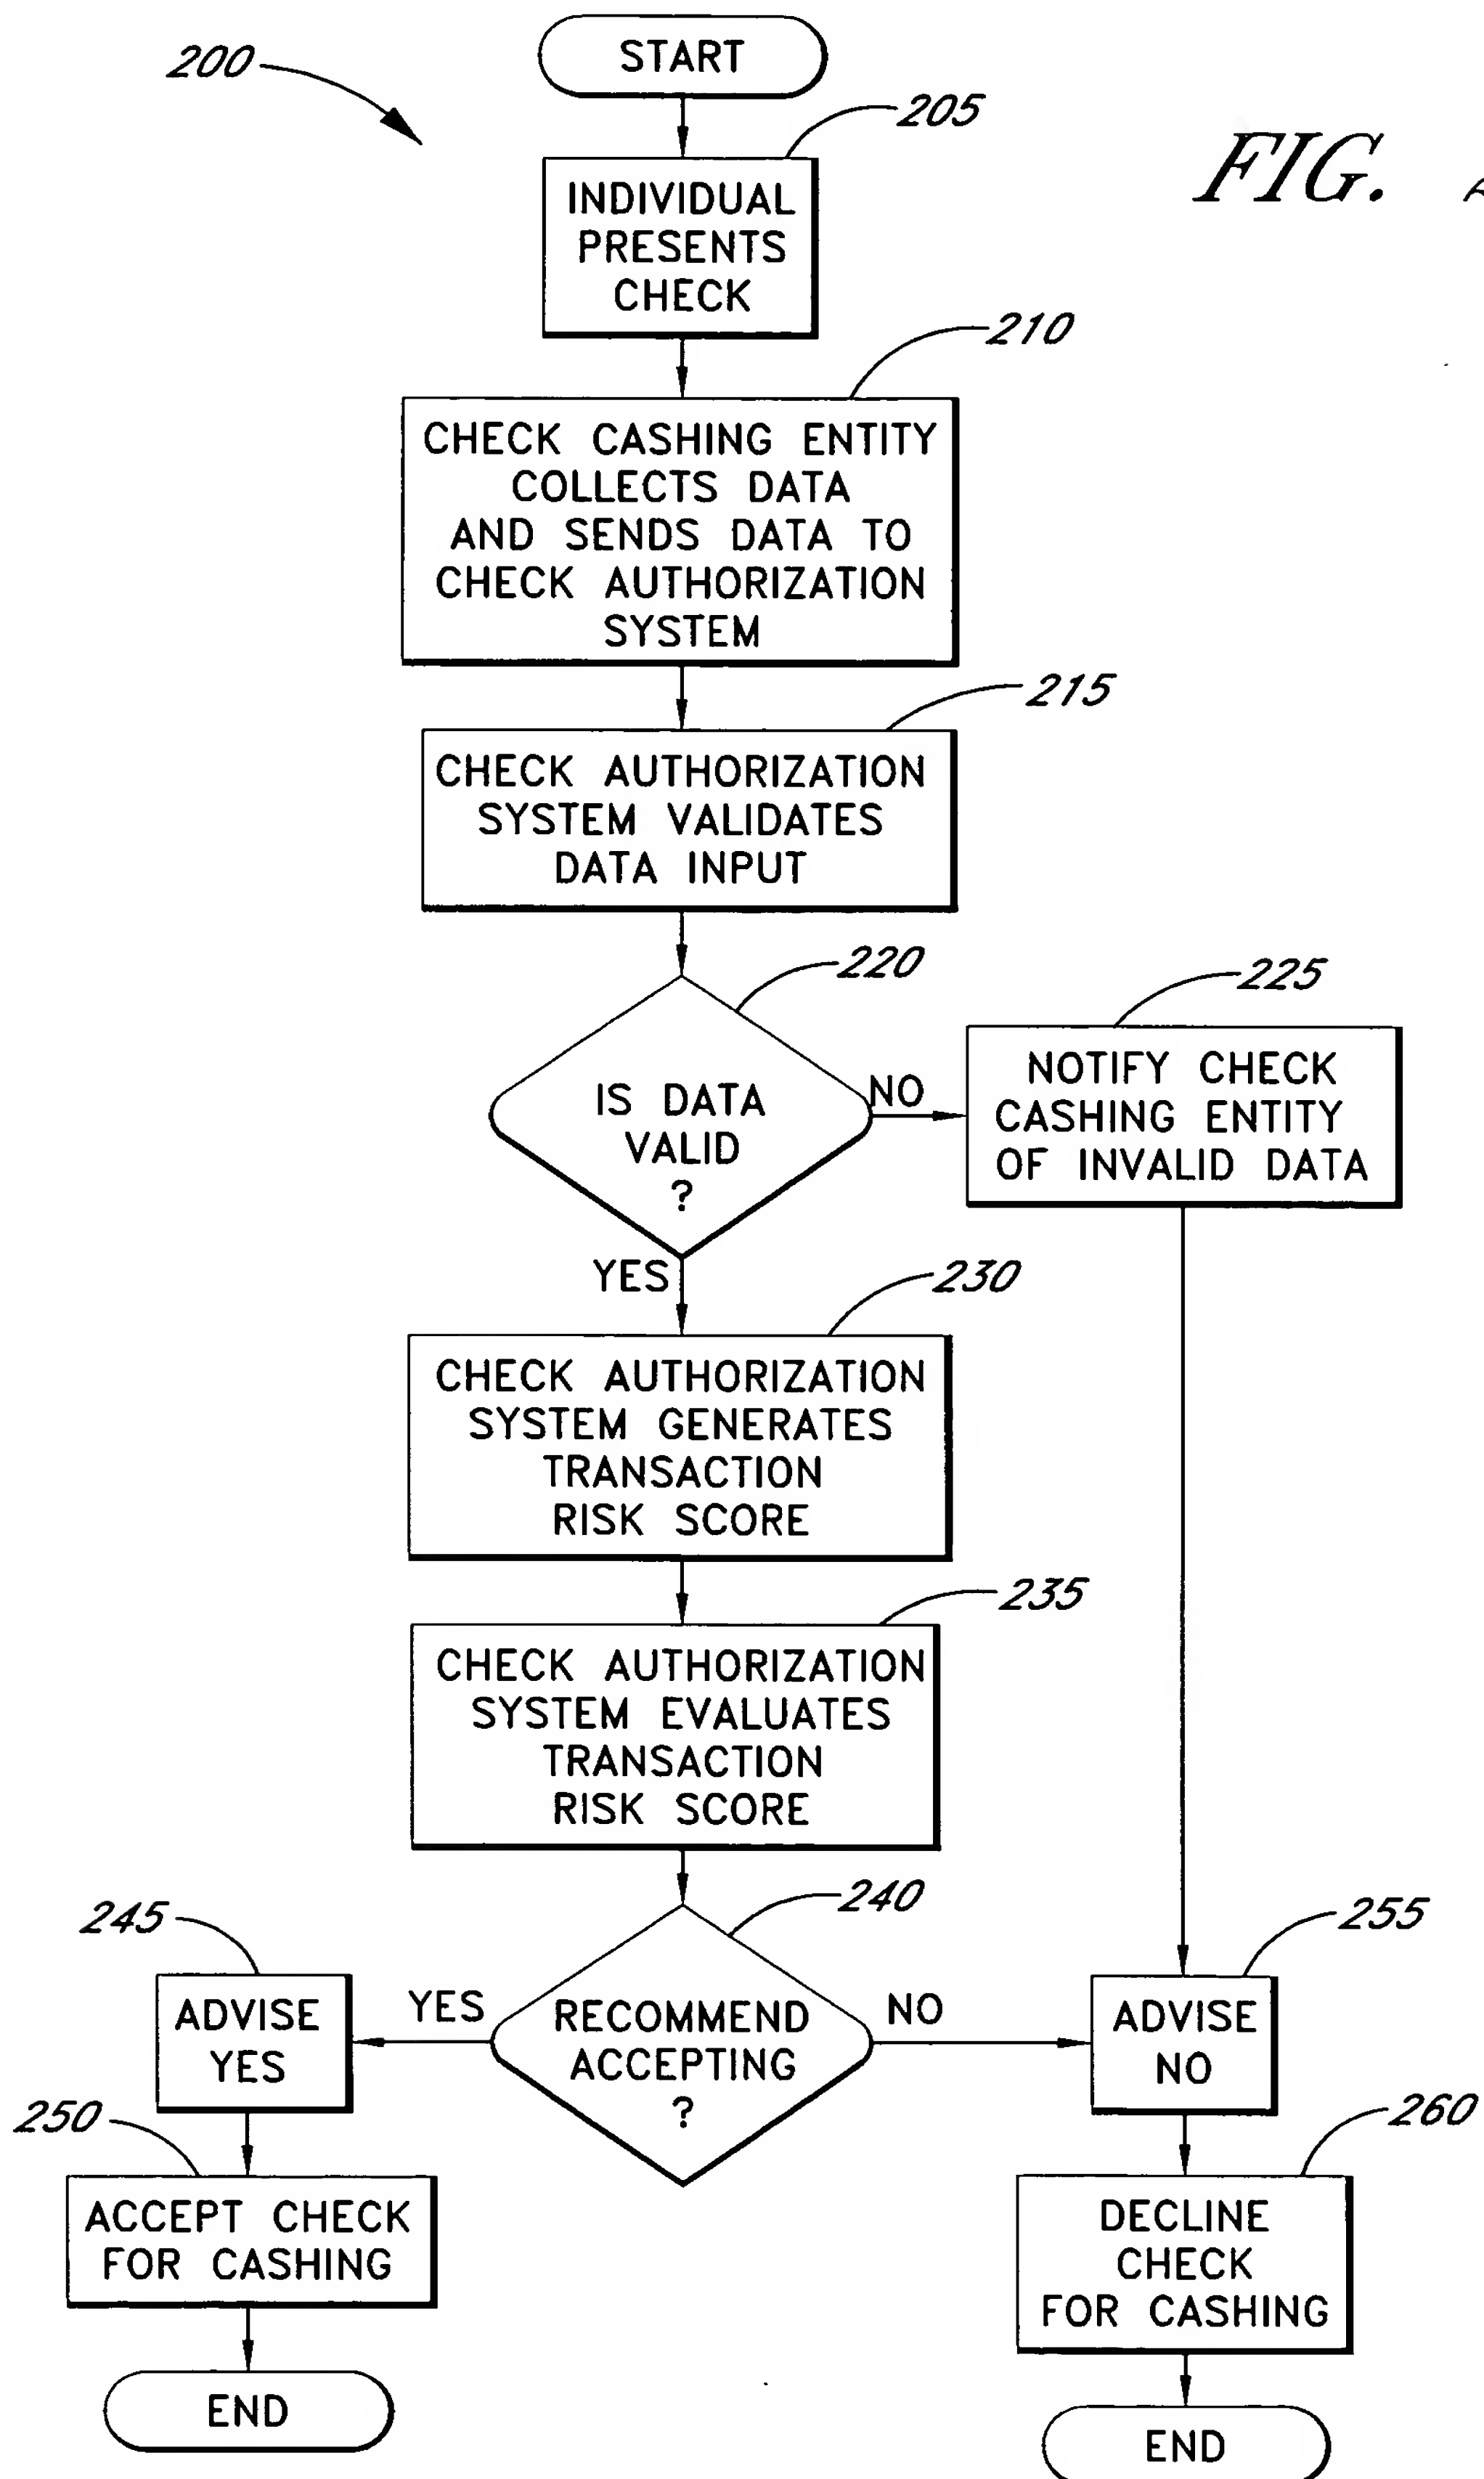 200
START
205
FIG.
INDIVIDUAL
PRESENTS
CHECK
210
CHECK CASHING ENTITY
COLLECTS DATA
AND SENDS DATA TO
CHECK AUTHORIZATION
SYSTEM
215
CHECK AUTHORIZATION
SYSTEM VALIDATES
DATA INPUT
220
225
IS DATA
VALID
?
NO
NOTIFY CHECK
CASHING ENTITY
OF INVALID DATA
YES
230
CHECK AUTHORIZATION
SYSTEM GENERATES
TRANSACTION
RISK SCORE
235
CHECK AUTHORIZATION
SYSTEM EVALUATES
TRANSACTION
RISK SCORE
240
245
255
ADVISE
YES
YES
RECOMMEND
ACCEPTING
?
NO
ADVISE
NO
250
260
ACCEPT CHECK
FOR CASHING
DECLINE
CHECK
FOR CASHING
END
END